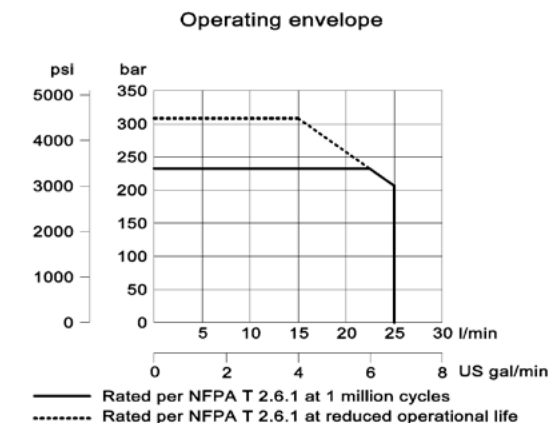 Operating envelope
psi bar
5000 350
300
4000
250
3000 200
2000 150
100
1000
50
0 0
5 10 15 20 25 30 l/min
0 2 4 6 8 US gal/min
Rated per NFPA T 2.6.1 at 1 million cycles
Rated per NFPA T 2.6.1 at reduced operational life